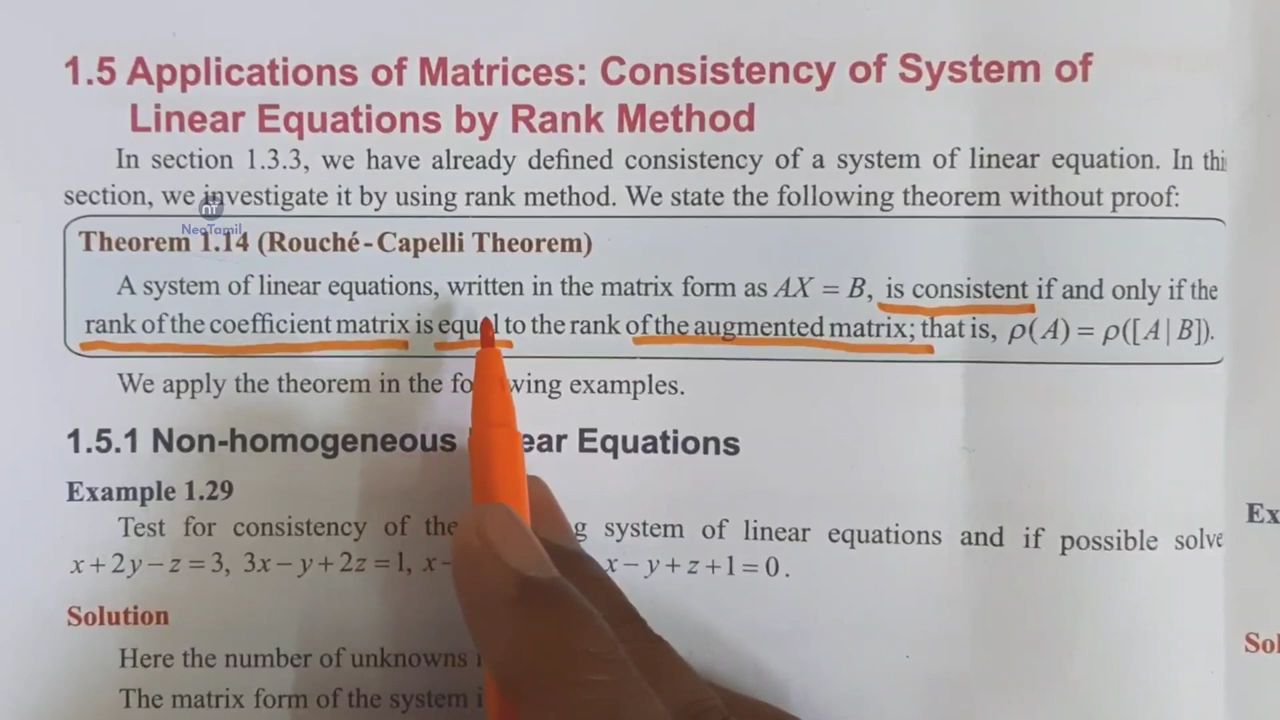 1.5 Applications of Matrices: Consistency of System of
Linear Equations by Rank Method
In section 1.3.3, we have already defined consistency of a system of linear equation. In thi
section, we investigate it by using rank method. We state the following theorem without proof:
NeoTamil
Theorem 1.14 (Rouché-Capelli Theorem)
A system of linear equations, written in the matrix form as AX = B, is consistent if and only if the
rank of the coefficient matrix is equal to the rank of the augmented matrix; that is, ρ(A) = ρ([A | B]).
We apply the theorem in the fo wing examples.
1.5.1 Non-homogeneous ear Equations
Example 1.29
Test for consistency of the g system of linear equations and if possible solve
x+2y−z=3, 3x−y+2z=1, x− x−y+z+1=0.
Solution
Here the number of unknowns
The matrix form of the system i
Ex
Sol